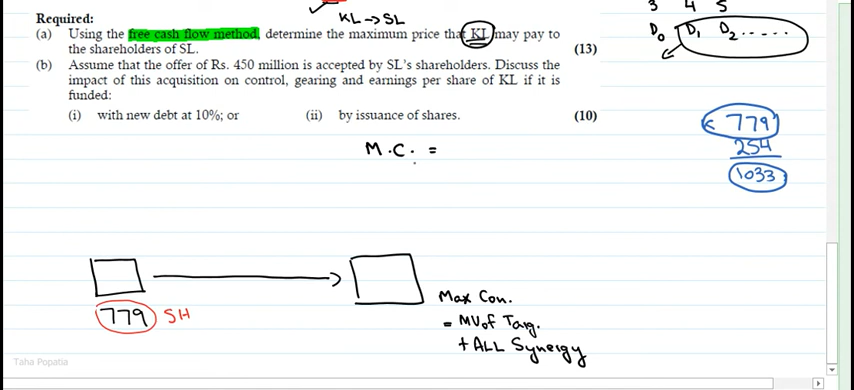 3 4 5
KL → SL
Required:
(a) Using the free cash flow method, determine the maximum price that KL may pay to
the shareholders of SL. (13)
D₀ D₁ D₂ .....
(b) Assume that the offer of Rs. 450 million is accepted by SL's shareholders. Discuss the
impact of this acquisition on control, gearing and earnings per share of KL if it is
funded:
(i) with new debt at 10%; or (ii) by issuance of shares. (10)
779
254
1033
M.C. =
779 SH
Max Con.
= MV of Targ.
+ ALL Synergy
Taha Popatia